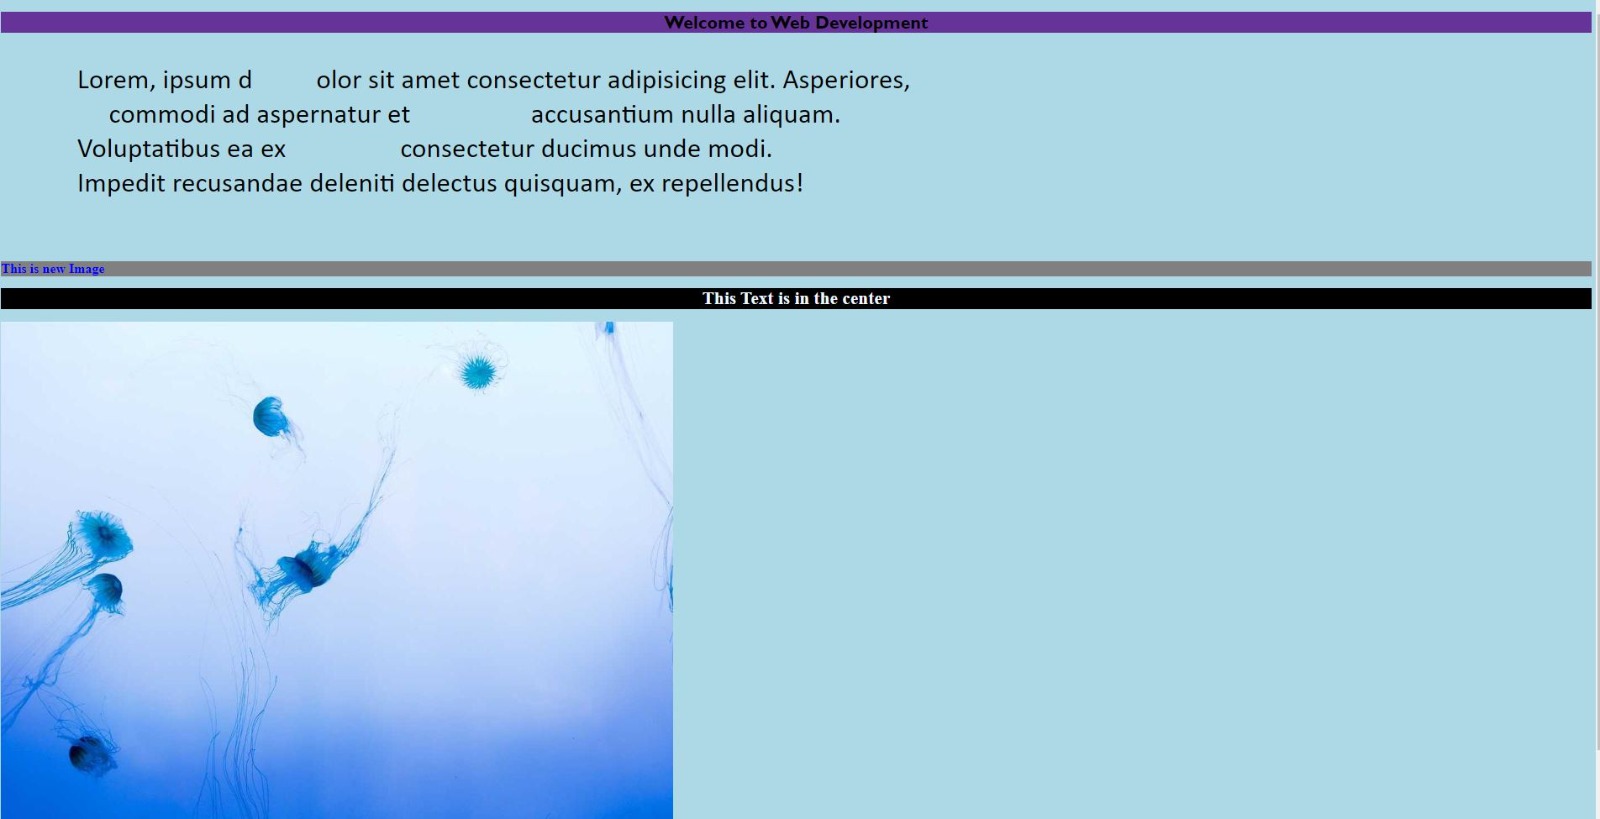 Welcome to Web Development
Lorem, ipsum d olor sit amet consectetur adipisicing elit. Asperiores,
commodi ad aspernatur et accusantium nulla aliquam.
Voluptatibus ea ex consectetur ducimus unde modi.
Impedit recusandae deleniti delectus quisquam, ex repellendus!
This is new Image
This Text is in the center